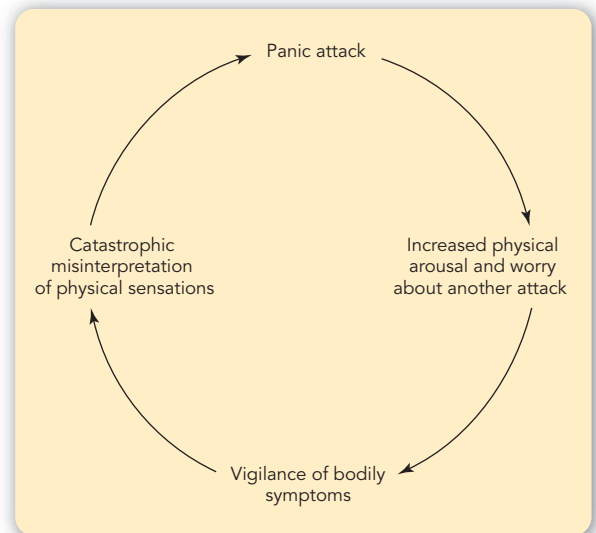 Panic attack
Increased physical
arousal and worry
about another attack
Vigilance of bodily
symptoms
Catastrophic
misinterpretation
of physical sensations